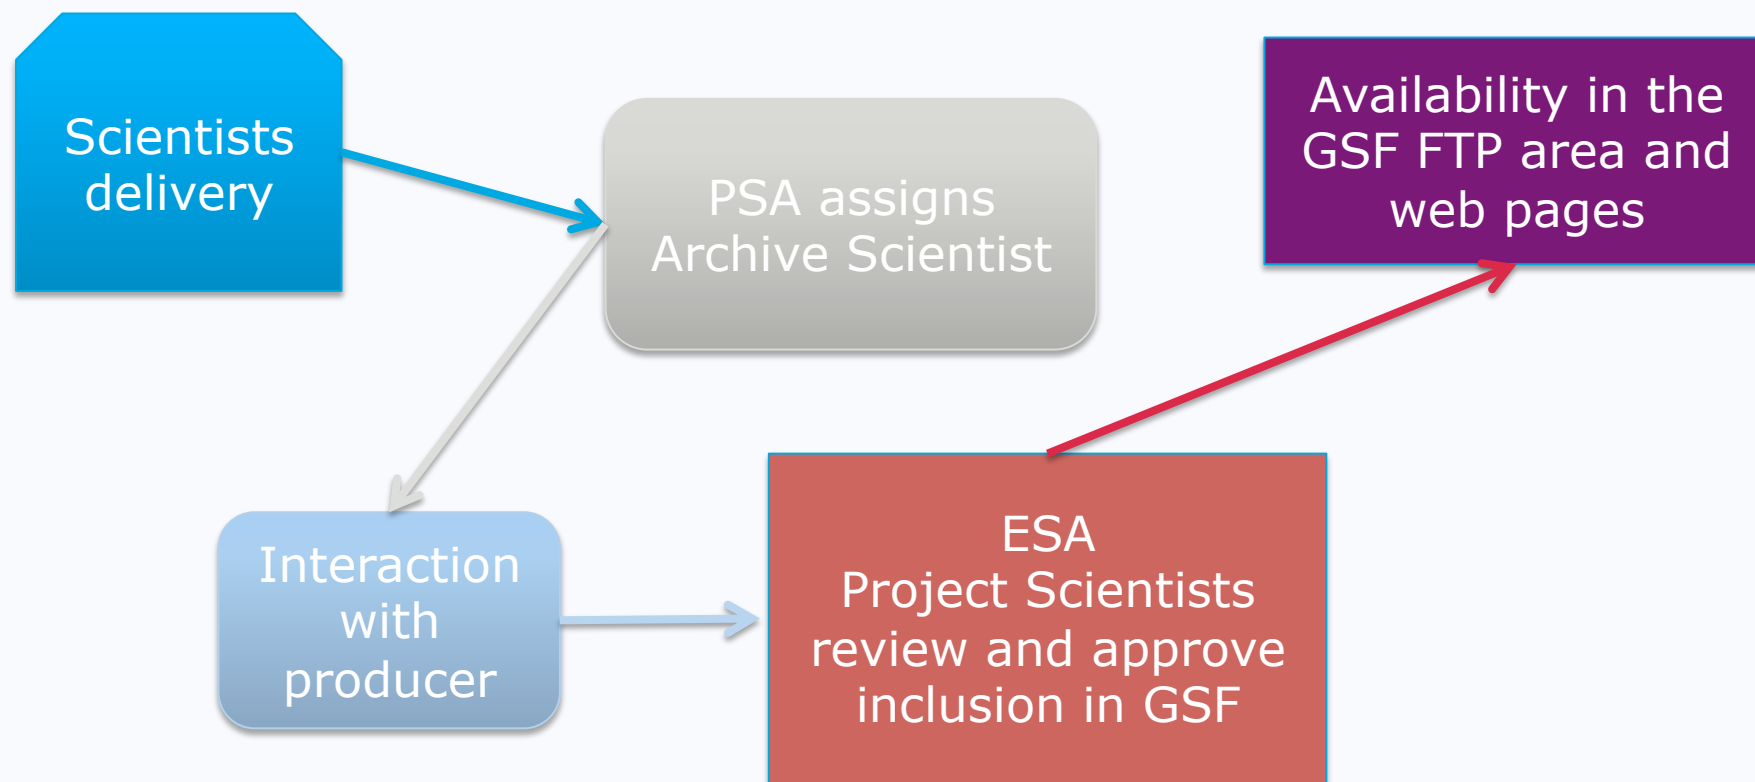 Scientists
delivery
PSA assigns
Archive Scientist
Availability in the
GSF FTP area and
web pages
Interaction
with
producer
ESA
Project Scientists
review and approve
inclusion in GSF